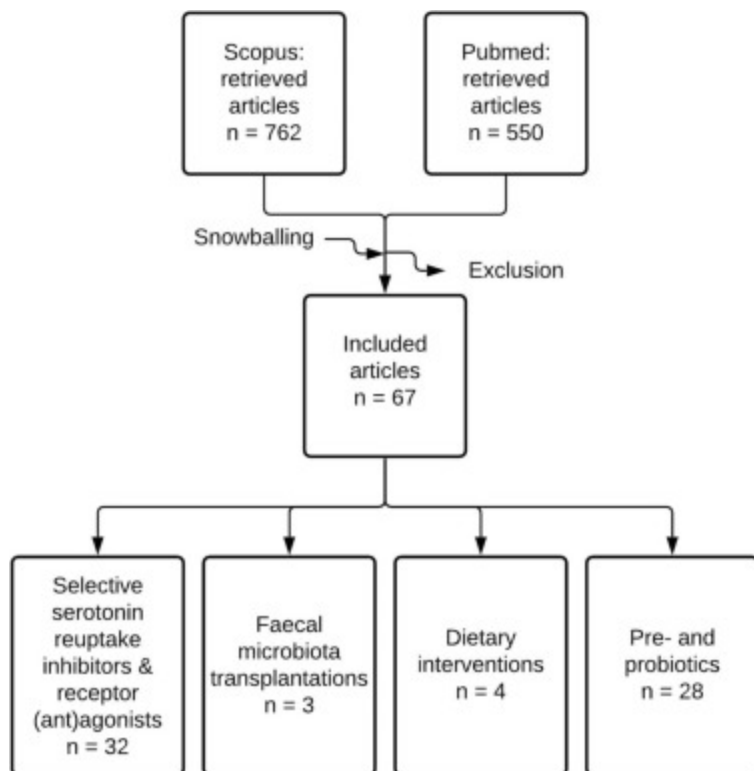 Scopus:
retrieved
articles
n = 762
Pubmed:
retrieved
articles
n = 550
Snowballing
Exclusion
Included
articles
n = 67
Selective
serotonin
reuptake
inhibitors &
receptor
(ant)agonists
n = 32
Faecal
microbiota
transplantations
n = 3
Dietary
interventions
n = 4
Pre- and
probiotics
n = 28